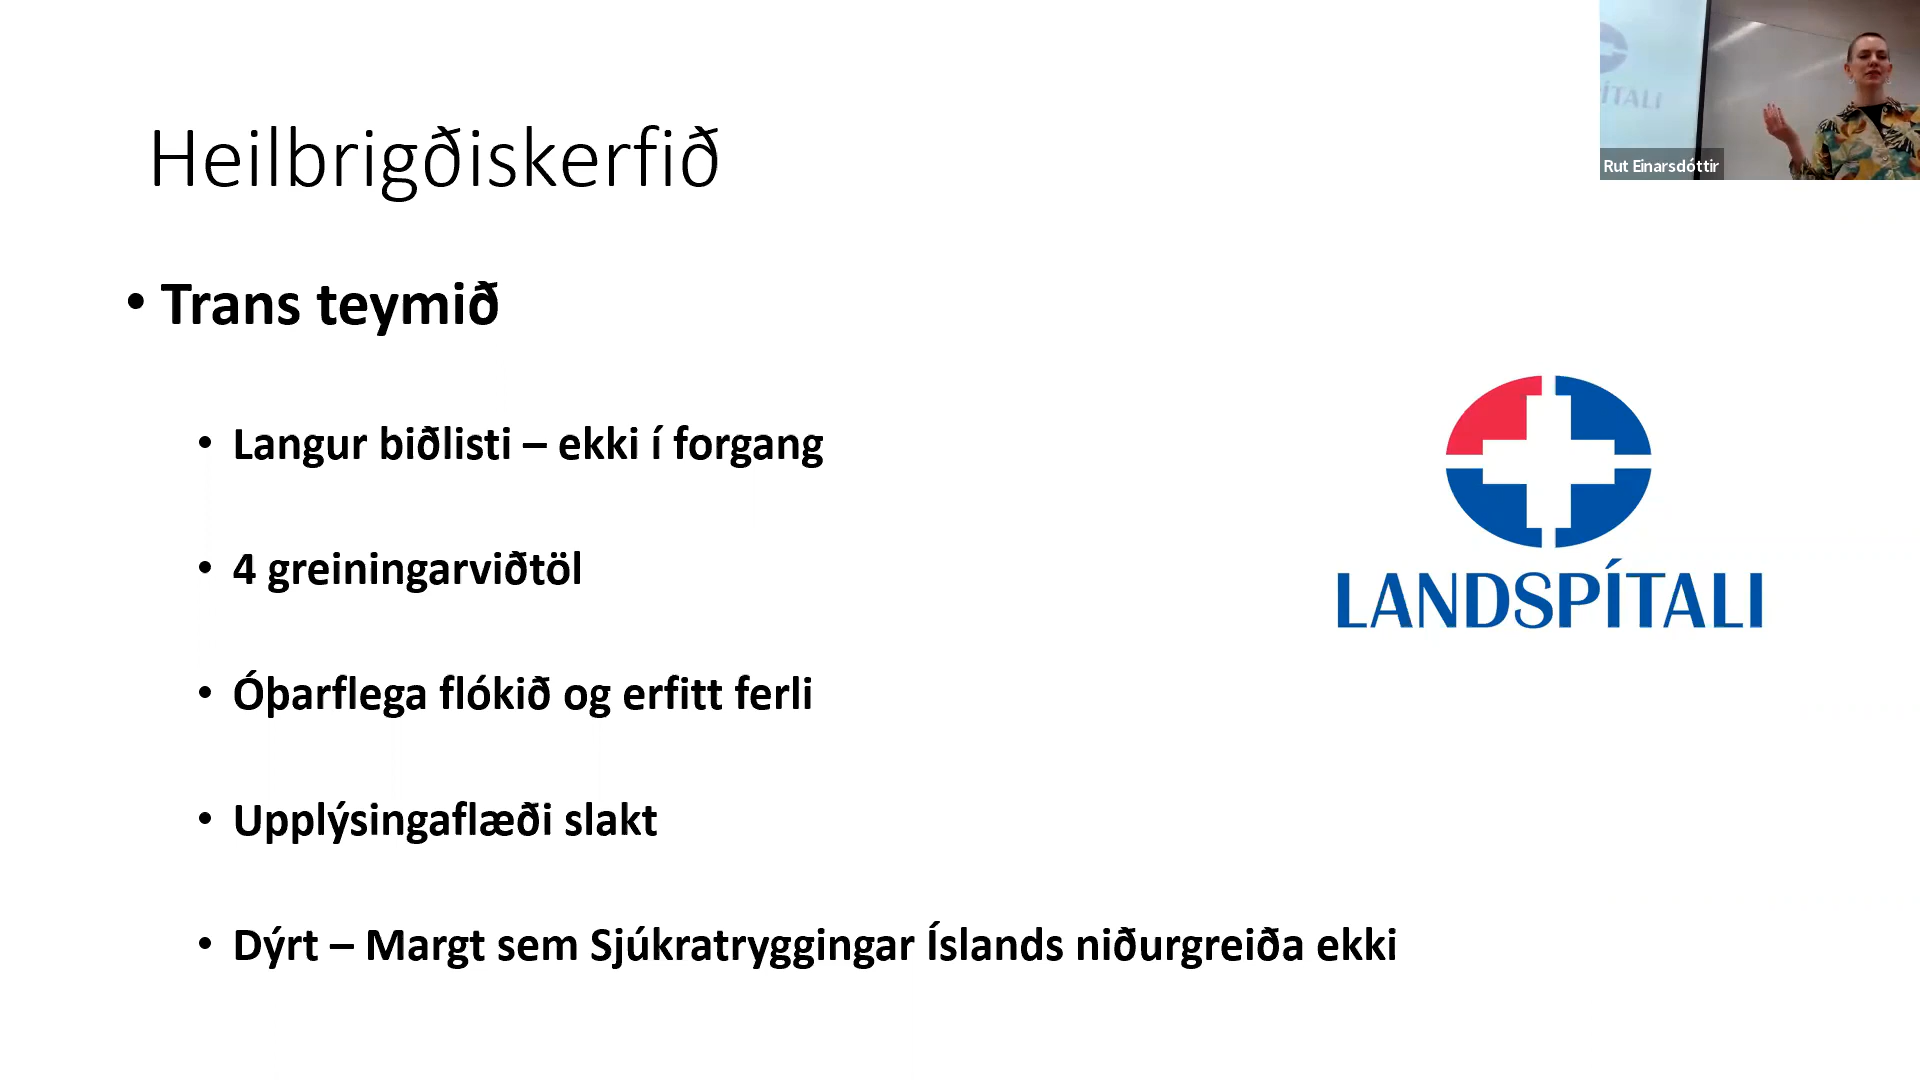 Heilbrigðiskerfið
• Trans teymið
• Langur biðlisti – ekki í forgang
• 4 greiningarviðtöl
• Óþarflega flókið og erfitt ferli
• Upplýsingaflæði slakt
• Dýrt – Margt sem Sjúkratryggingar Íslands niðurgreiða ekki
LANDSPÍTALI
ÍTALI
Rut Einarsdóttir